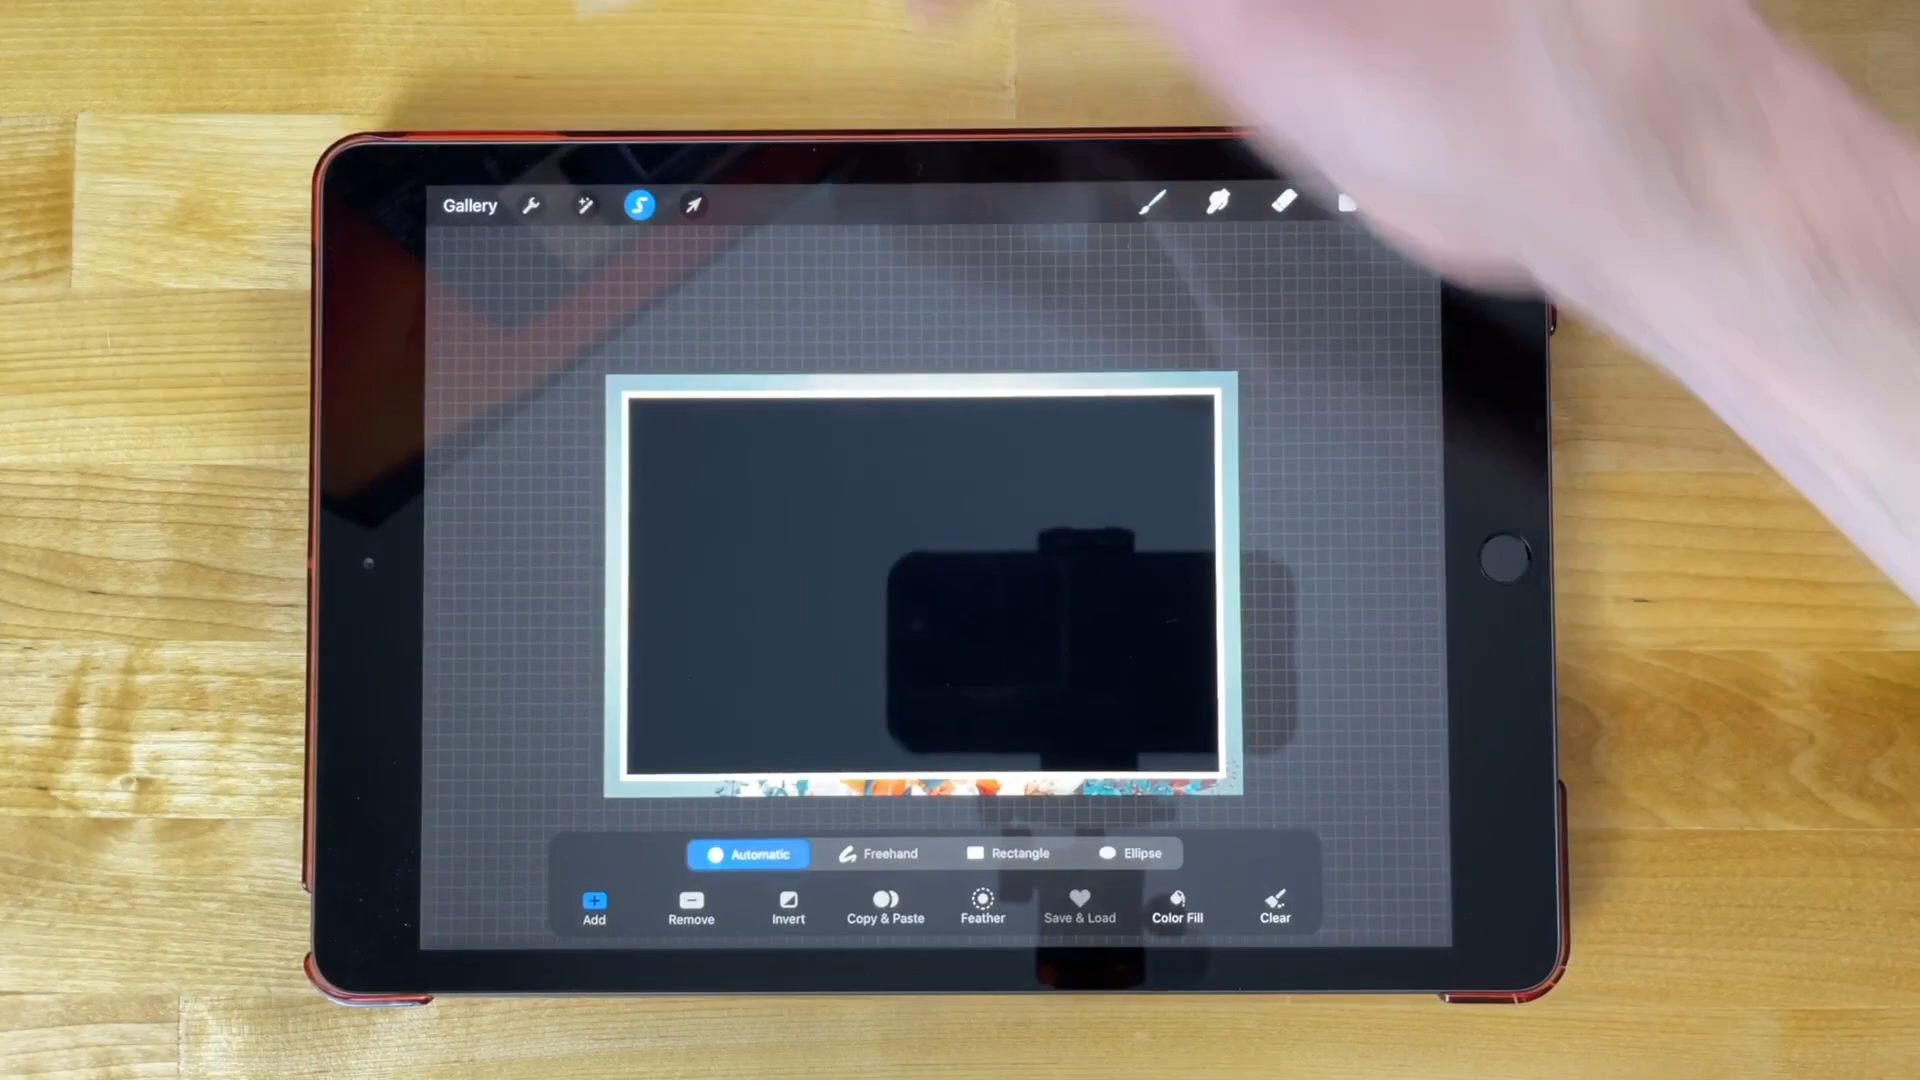 Gallery
Automatic Freehand Rectangle Ellipse
Add Remove Invert Copy & Paste Feather Save & Load Color Fill Clear